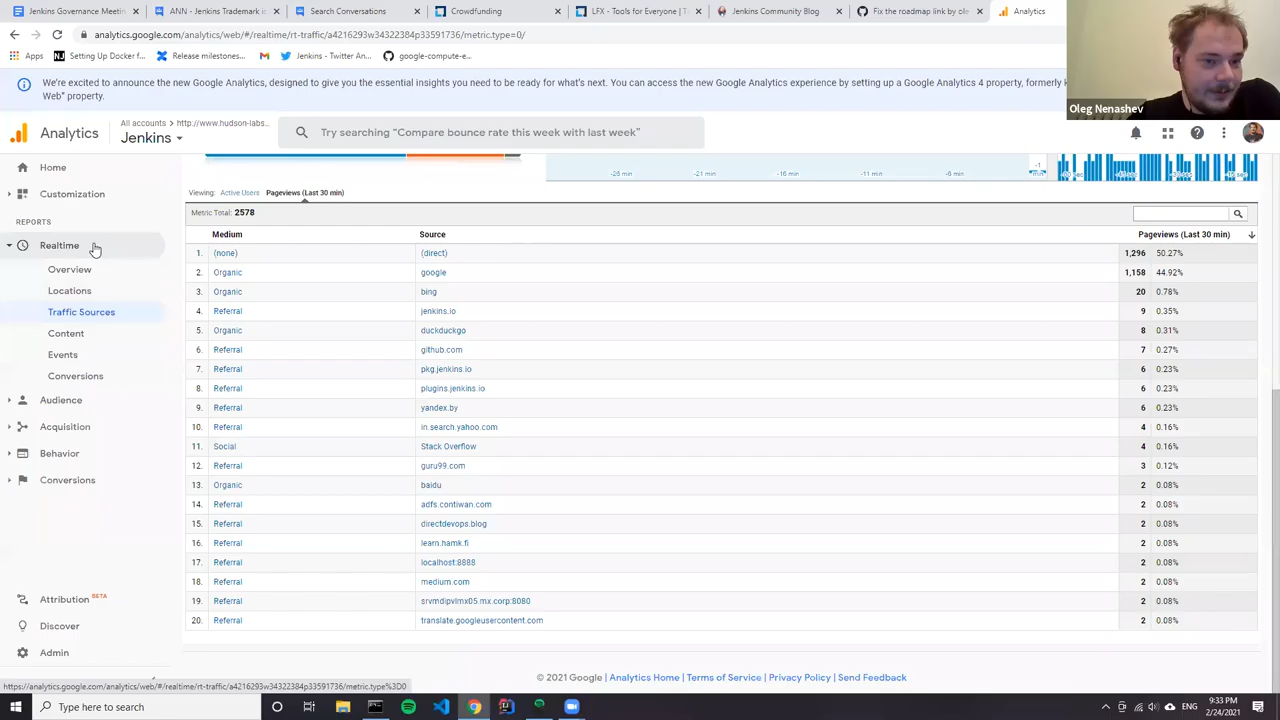 Jenkins Governance Meetin
ANN - Jenkins Trademark in
Search Conversations
Crowdfunding
LFX - Tools for Everyone | T
Jenkins Community Blog
Fix the roadmap link by ole
Analytics
analytics.google.com/analytics/web/#/realtime/rt-traffic/a4216293w34322384p33591736/metric.type=0/
Apps
Setting Up Docker f...
Release milestones...
Jenkins - Twitter An...
google-compute-e...
We're excited to announce the new Google Analytics, designed to give you the essential insights you need to be ready for what's next. You can access the new Google Analytics experience by setting up a Google Analytics 4 property, formerly k
Web" property.
Oleg Nenashev
Analytics
All accounts > http://www.hudson-labs...
Jenkins
Try searching "Compare bounce rate this week with last week"
Home
Customization
REPORTS
Realtime
Overview
Locations
Traffic Sources
Content
Events
Conversions
Audience
Acquisition
Behavior
Conversions
Attribution BETA
Discover
Admin
-26 min
-21 min
-16 min
-11 min
-6 min
-1
min
Viewing: Active Users Pageviews (Last 30 min)
Metric Total: 2578
Medium Source Pageviews (Last 30 min)
1. (none) (direct) 1,296 50.27%
2. Organic google 1,158 44.92%
3. Organic bing 20 0.78%
4. Referral jenkins.io 9 0.35%
5. Organic duckduckgo 8 0.31%
6. Referral github.com 7 0.27%
7. Referral pkg.jenkins.io 6 0.23%
8. Referral plugins.jenkins.io 6 0.23%
9. Referral yandex.by 6 0.23%
10. Referral in.search.yahoo.com 4 0.16%
11. Social Stack Overflow 4 0.16%
12. Referral guru99.com 3 0.12%
13. Organic baidu 2 0.08%
14. Referral adfs.contiwan.com 2 0.08%
15. Referral directdevops.blog 2 0.08%
16. Referral learn.hamk.fi 2 0.08%
17. Referral localhost:8888 2 0.08%
18. Referral medium.com 2 0.08%
19. Referral srvmdipvlmx05.mx.corp:8080 2 0.08%
20. Referral translate.googleusercontent.com 2 0.08%
© 2021 Google | Analytics Home | Terms of Service | Privacy Policy | Send Feedback
https://analytics.google.com/analytics/web/#/realtime/rt-traffic/a4216293w34322384p33591736/metric.type%3D0
Type here to search
ENG
9:33 PM
2/24/2021